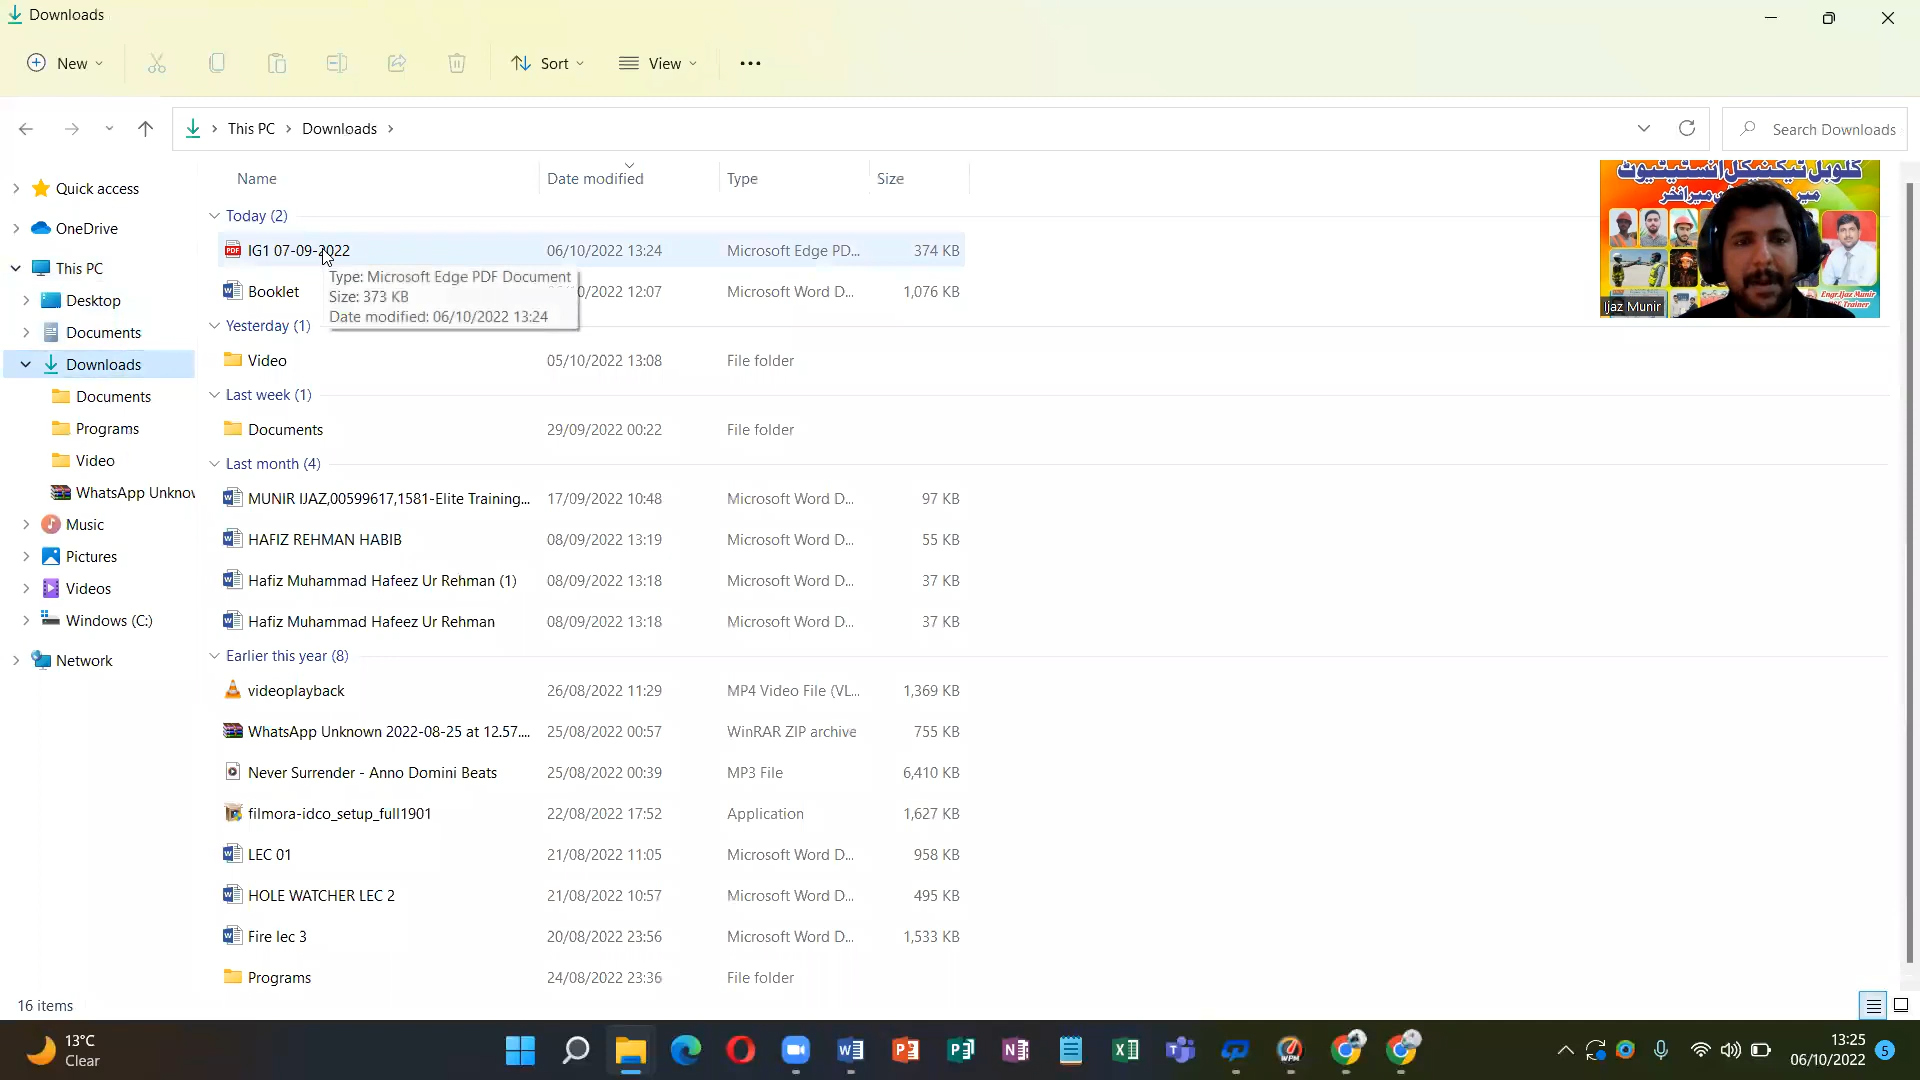 Downloads
New
Sort
View
This PC
Downloads
Search Downloads
Quick access
OneDrive
This PC
Desktop
Documents
Downloads
Documents
Programs
Video
WhatsApp Unknov
Music
Pictures
Videos
Windows (C:)
Network
Name Date modified Type Size
Today (2)
IG1 07-09-2022 06/10/2022 13:24 Microsoft Edge PD... 374 KB
Booklet 0/2022 12:07 Microsoft Word D... 1,076 KB
Type: Microsoft Edge PDF Document
Size: 373 KB
Date modified: 06/10/2022 13:24
Yesterday (1)
Video 05/10/2022 13:08 File folder
Last week (1)
Documents 29/09/2022 00:22 File folder
Last month (4)
MUNIR IJAZ,00599617,1581-Elite Training... 17/09/2022 10:48 Microsoft Word D... 97 KB
HAFIZ REHMAN HABIB 08/09/2022 13:19 Microsoft Word D... 55 KB
Hafiz Muhammad Hafeez Ur Rehman (1) 08/09/2022 13:18 Microsoft Word D... 37 KB
Hafiz Muhammad Hafeez Ur Rehman 08/09/2022 13:18 Microsoft Word D... 37 KB
Earlier this year (8)
videoplayback 26/08/2022 11:29 MP4 Video File (VL... 1,369 KB
WhatsApp Unknown 2022-08-25 at 12.57.... 25/08/2022 00:57 WinRAR ZIP archive 755 KB
Never Surrender - Anno Domini Beats 25/08/2022 00:39 MP3 File 6,410 KB
filmora-idco_setup_full1901 22/08/2022 17:52 Application 1,627 KB
LEC 01 21/08/2022 11:05 Microsoft Word D... 958 KB
HOLE WATCHER LEC 2 21/08/2022 10:57 Microsoft Word D... 495 KB
Fire lec 3 20/08/2022 23:56 Microsoft Word D... 1,533 KB
Programs 24/08/2022 23:36 File folder
گلوبل ٹیکنیکل انسٹیٹیوٹ
میرا فخر
Engr.Ijaz Munir
Trainer
Ijaz Munir
16 items
13°C
Clear
13:25
06/10/2022
5